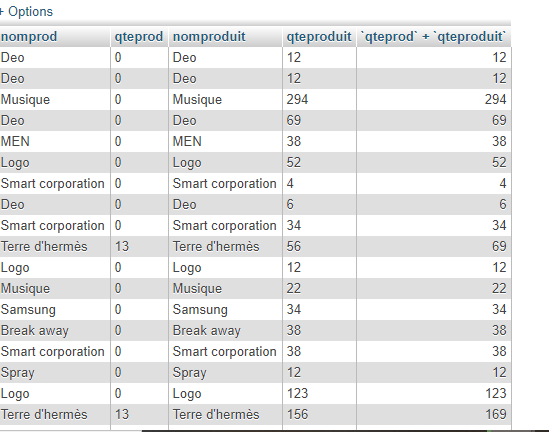 + Options
nomprod qteprod nomproduit qteproduit `qteprod` + `qteproduit`
Deo 0 Deo 12 12
Deo 0 Deo 12 12
Musique 0 Musique 294 294
Deo 0 Deo 69 69
MEN 0 MEN 38 38
Logo 0 Logo 52 52
Smart corporation 0 Smart corporation 4 4
Deo 0 Deo 6 6
Smart corporation 0 Smart corporation 34 34
Terre d'hermès 13 Terre d'hermès 56 69
Logo 0 Logo 12 12
Musique 0 Musique 22 22
Samsung 0 Samsung 34 34
Break away 0 Break away 38 38
Smart corporation 0 Smart corporation 38 38
Spray 0 Spray 12 12
Logo 0 Logo 123 123
Terre d'hermès 13 Terre d'hermès 156 169